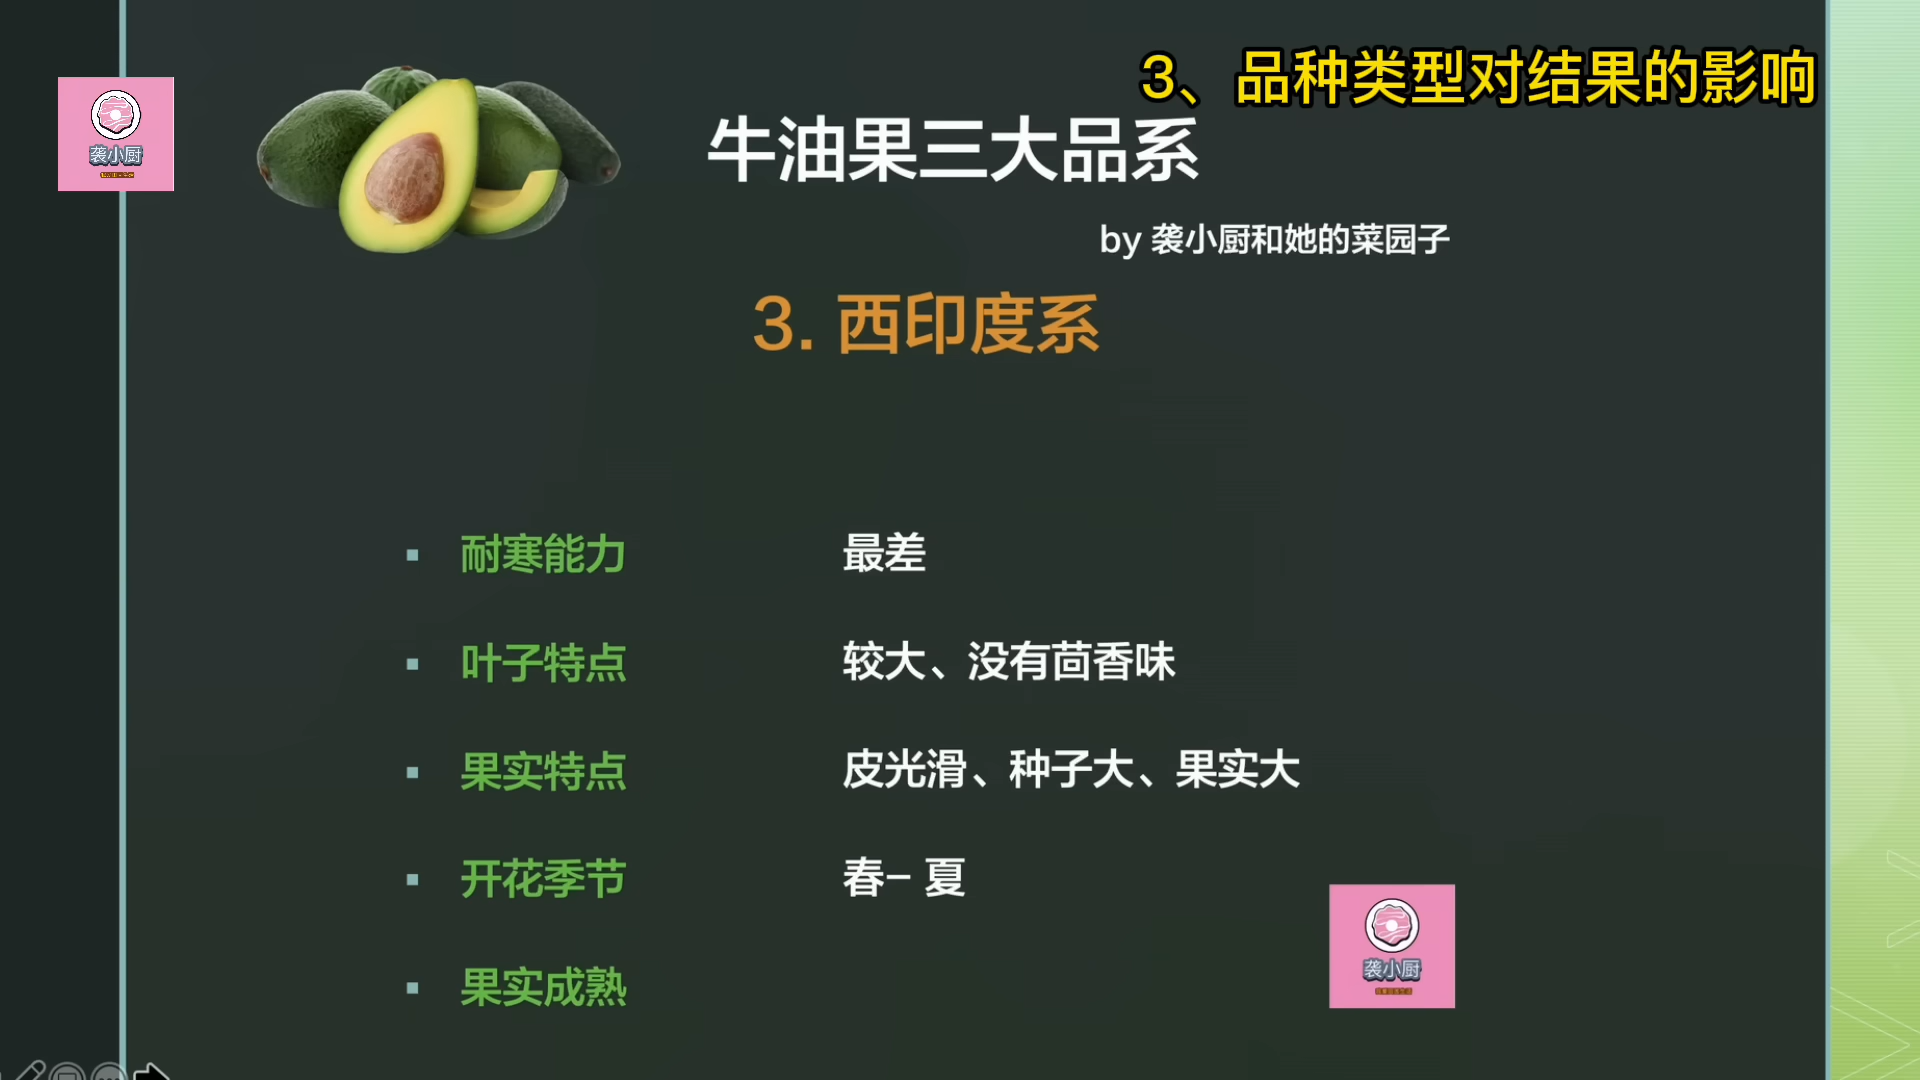 3、品种类型对结果的影响
袭小厨
牛油果三大品系
by 袭小厨和她的菜园子
3. 西印度系
耐寒能力 最差
叶子特点 较大、没有茴香味
果实特点 皮光滑、种子大、果实大
开花季节 春- 夏
果实成熟
袭小厨